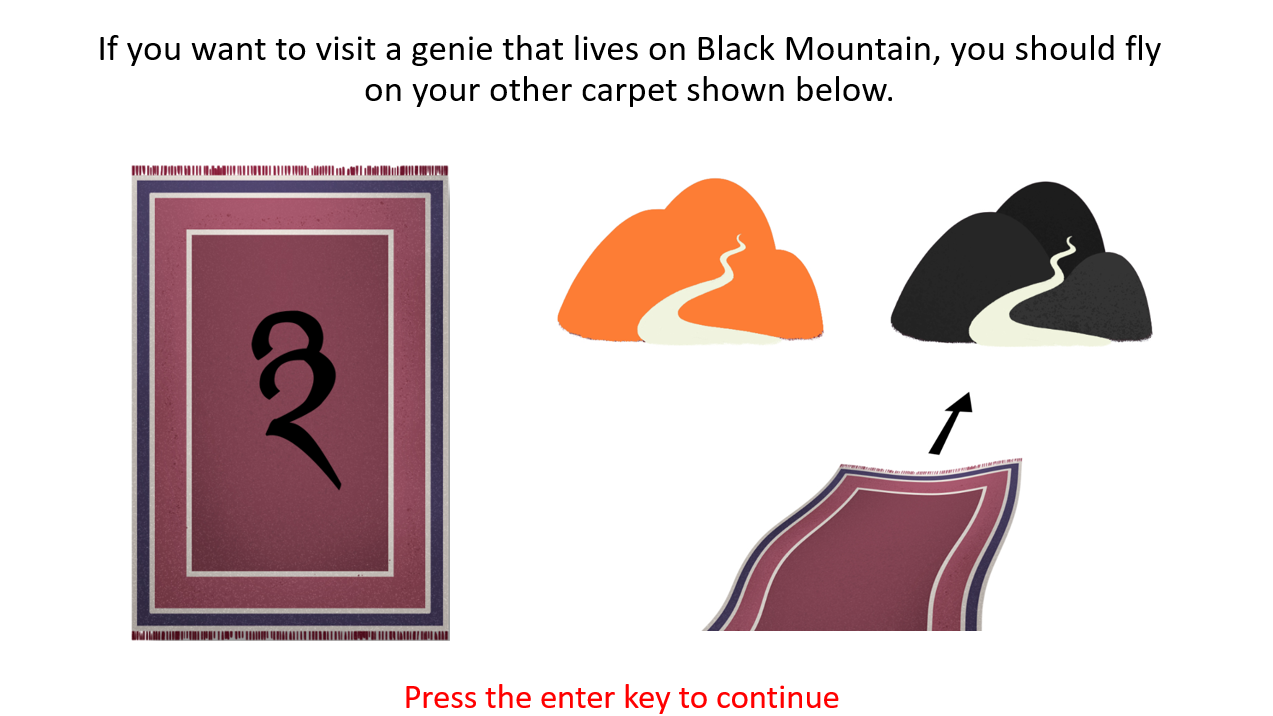 If you want to visit a genie that lives on Black Mountain, you should fly
on your other carpet shown below.
༣
Press the enter key to continue